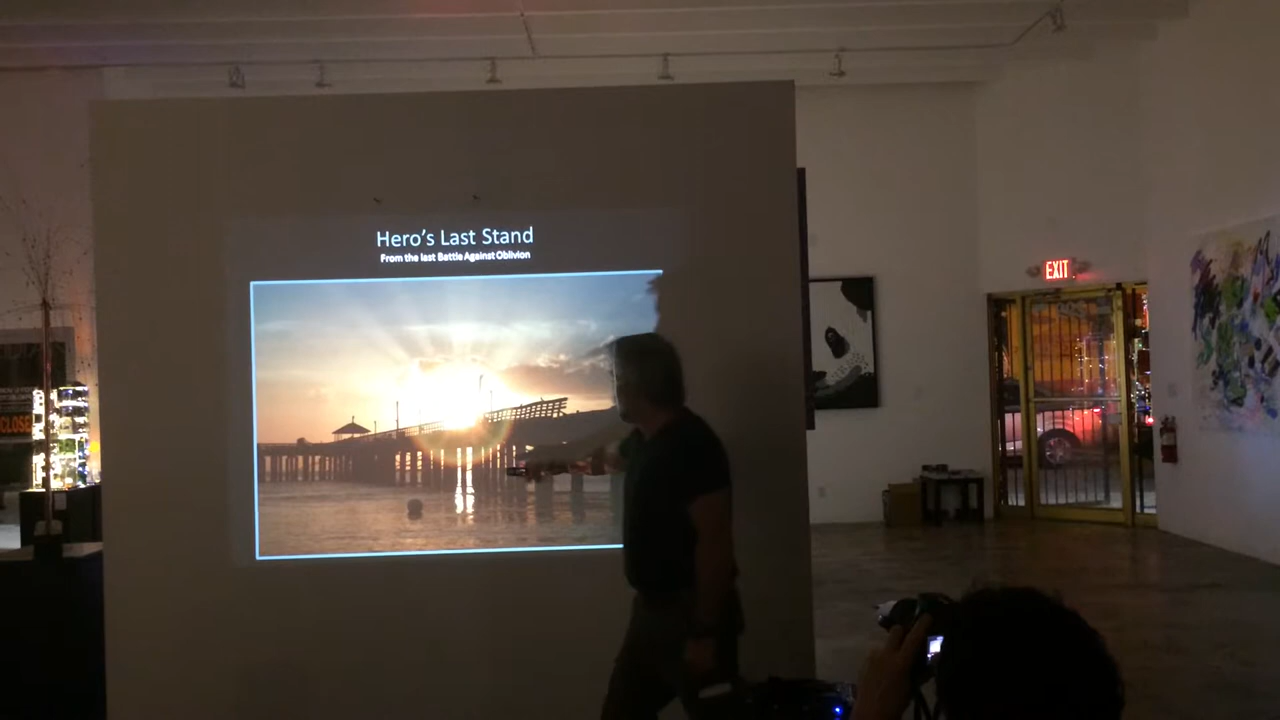 Hero's Last Stand
From the last Battle Against Oblivion
EXIT
CLOSE